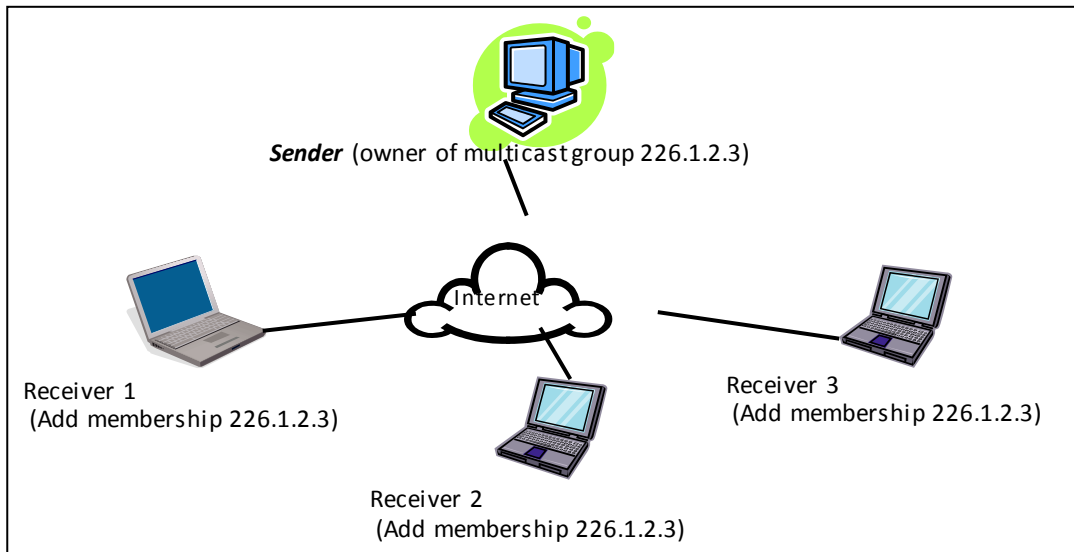 Sender (owner of multicast group 226.1.2.3)
Internet
Receiver 1
(Add membership 226.1.2.3)
Receiver 3
(Add membership 226.1.2.3)
Receiver 2
(Add membership 226.1.2.3)